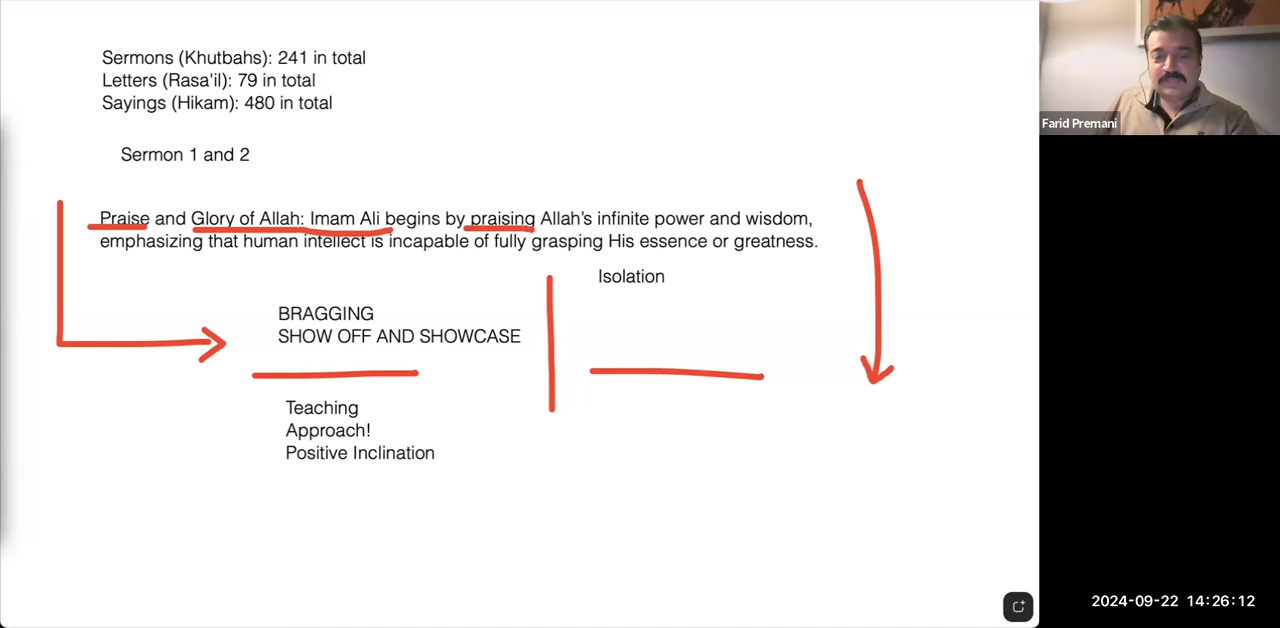 Sermons (Khutbahs): 241 in total
Letters (Rasa'il): 79 in total
Sayings (Hikam): 480 in total
Sermon 1 and 2
Praise and Glory of Allah: Imam Ali begins by praising Allah's infinite power and wisdom,
emphasizing that human intellect is incapable of fully grasping His essence or greatness.
Isolation
BRAGGING
SHOW OFF AND SHOWCASE
Teaching
Approach!
Positive Inclination
Farid Premani
2024-09-22 14:26:12